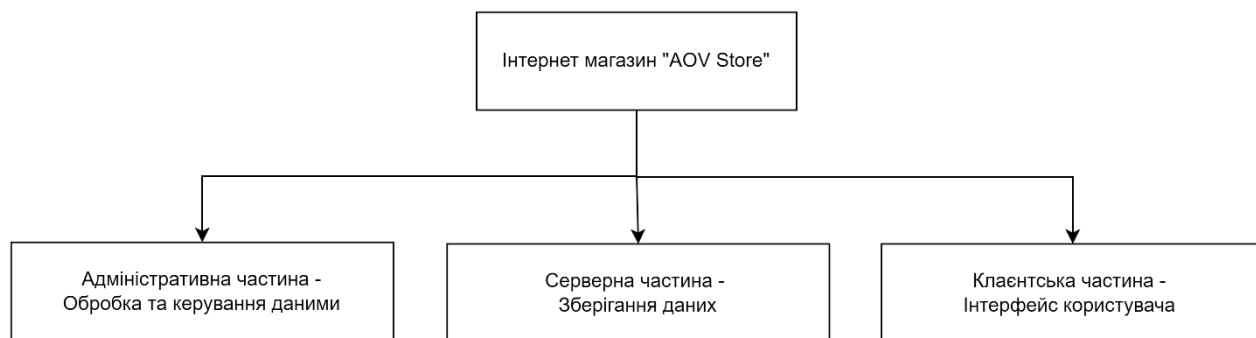 Інтернет магазин "AOV Store"
Адміністративна частина -
Обробка та керування даними
Серверна частина -
Зберігання даних
Клаєнтська частина -
Інтерфейс користувача